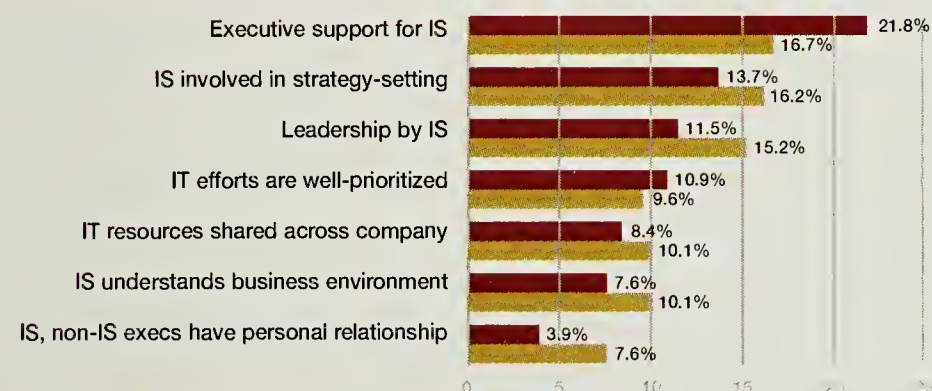 Executive support for IS 21.8%
16.7%
IS involved in strategy-setting 13.7%
16.2%
Leadership by IS 11.5%
15.2%
IT efforts are well-prioritized 10.9%
9.6%
IT resources shared across company 8.4%
10.1%
IS understands business environment 7.6%
10.1%
IS, non-IS execs have personal relationship 3.9%
7.6%
0 5 10 15